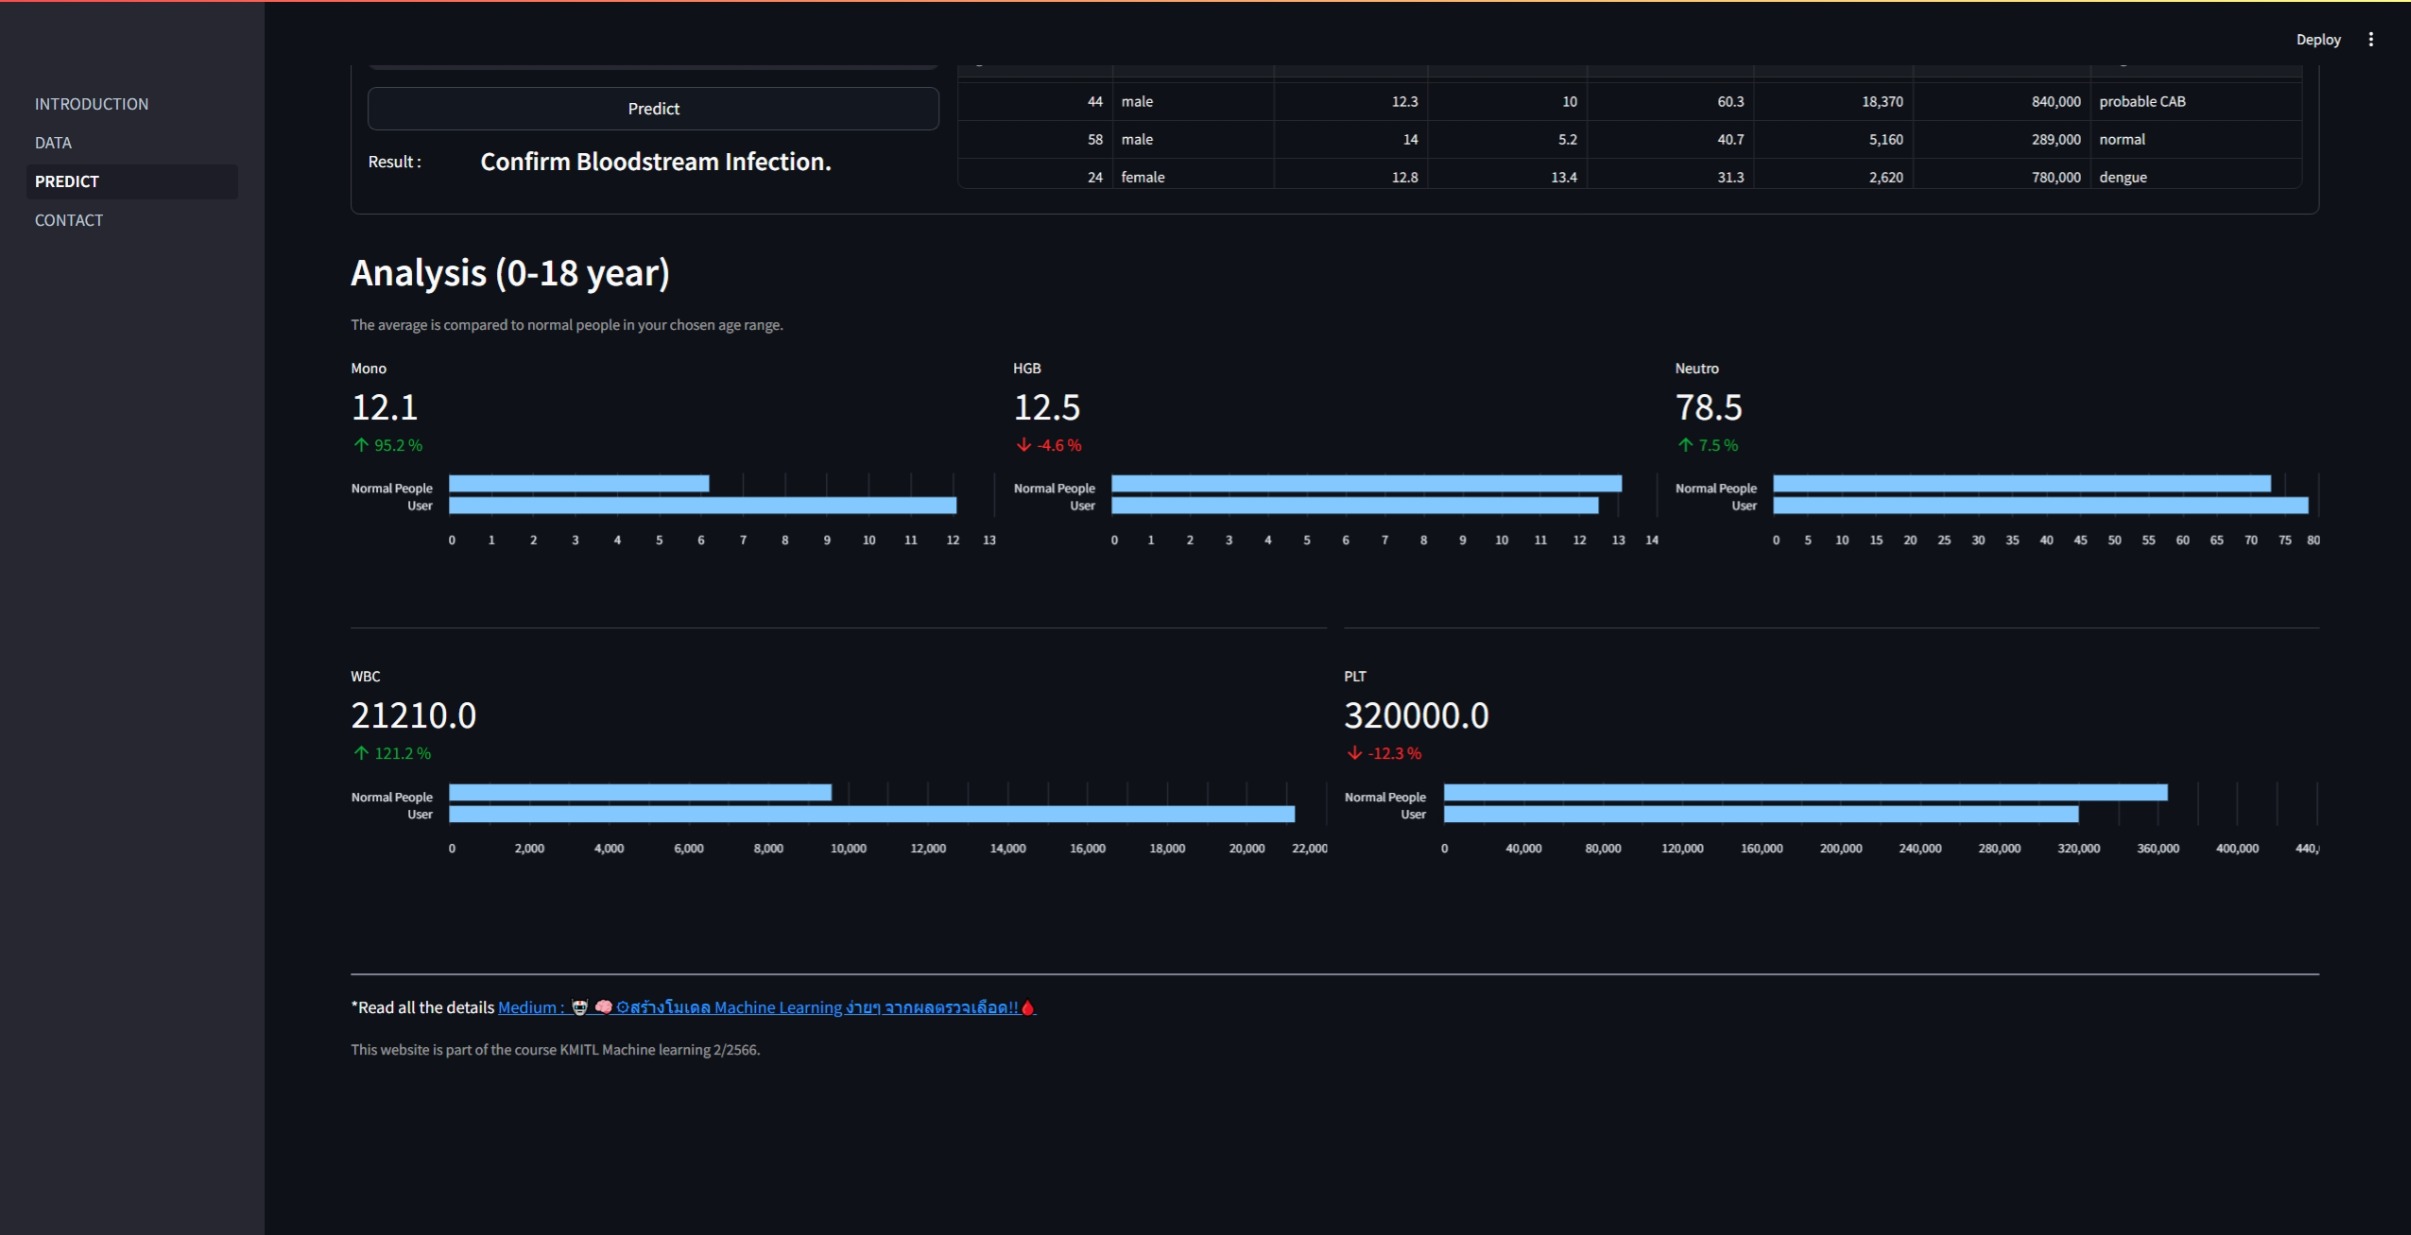 Deploy
INTRODUCTION
DATA
PREDICT
CONTACT
Predict
Result : Confirm Bloodstream Infection.
44 male 12.3 10 60.3 18,370 840,000 probable CAB
58 male 14 5.2 40.7 5,160 289,000 normal
24 female 12.8 13.4 31.3 2,620 780,000 dengue
Analysis (0-18 year)
The average is compared to normal people in your chosen age range.
Mono
12.1
↑ 95.2 %
Normal People
User
0 1 2 3 4 5 6 7 8 9 10 11 12 13
HGB
12.5
↓ -4.6 %
Normal People
User
0 1 2 3 4 5 6 7 8 9 10 11 12 13 14
Neutro
78.5
↑ 7.5 %
Normal People
User
0 5 10 15 20 25 30 35 40 45 50 55 60 65 70 75 80
WBC
21210.0
↑ 121.2 %
Normal People
User
0 2,000 4,000 6,000 8,000 10,000 12,000 14,000 16,000 18,000 20,000 22,000
PLT
320000.0
↓ -12.3 %
Normal People
User
0 40,000 80,000 120,000 160,000 200,000 240,000 280,000 320,000 360,000 400,000 440,
*Read all the details Medium : 🤖 🧠 ⚙สร้างโมเดล Machine Learning ง่ายๆ จากผลตรวจเลือด!!🩸
This website is part of the course KMITL Machine learning 2/2566.